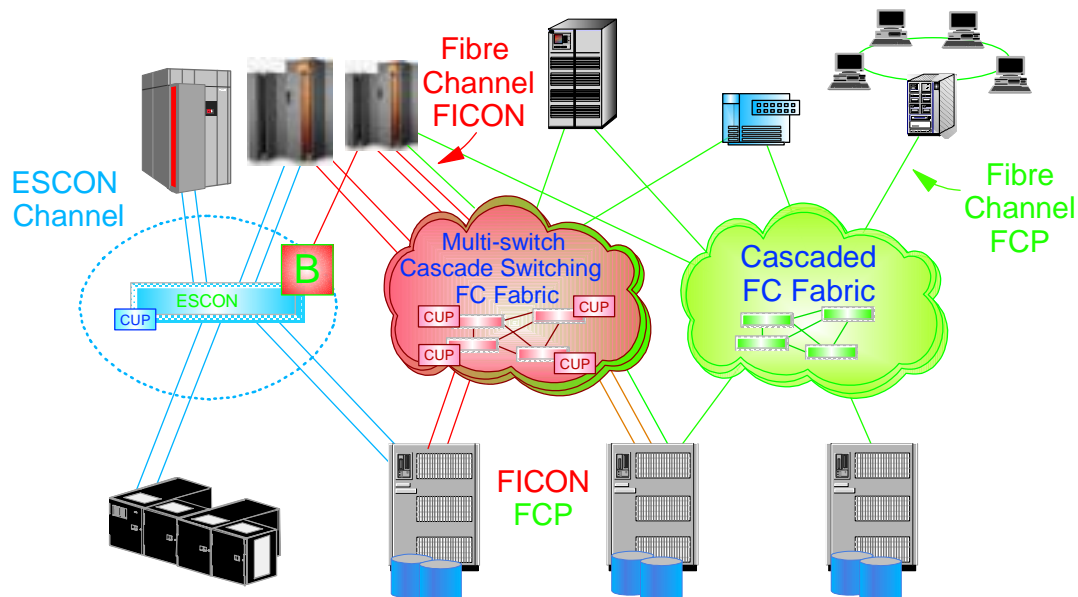 Fibre
Channel
FICON
ESCON
Channel
Fibre
Channel
FCP
B
ESCON
CUP
Multi-switch
Cascade Switching
FC Fabric
CUP
CUP
CUP
CUP
Cascaded
FC Fabric
FICON
FCP